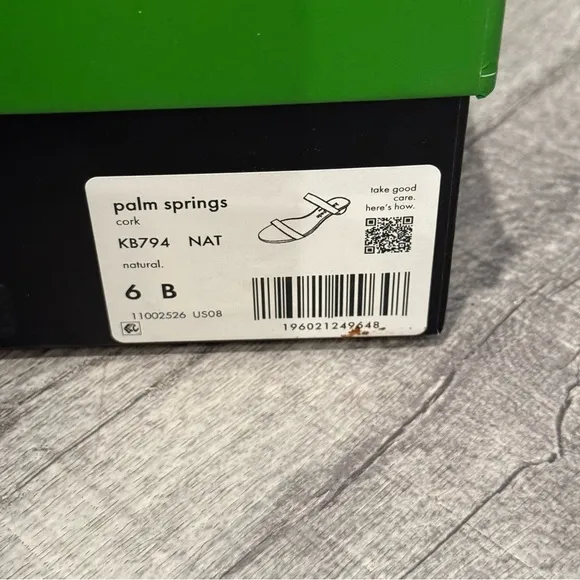 palm springs
cork
KB794 NAT
natural.
6 B
11002526 US08
take good
care.
here's how.
196021249648